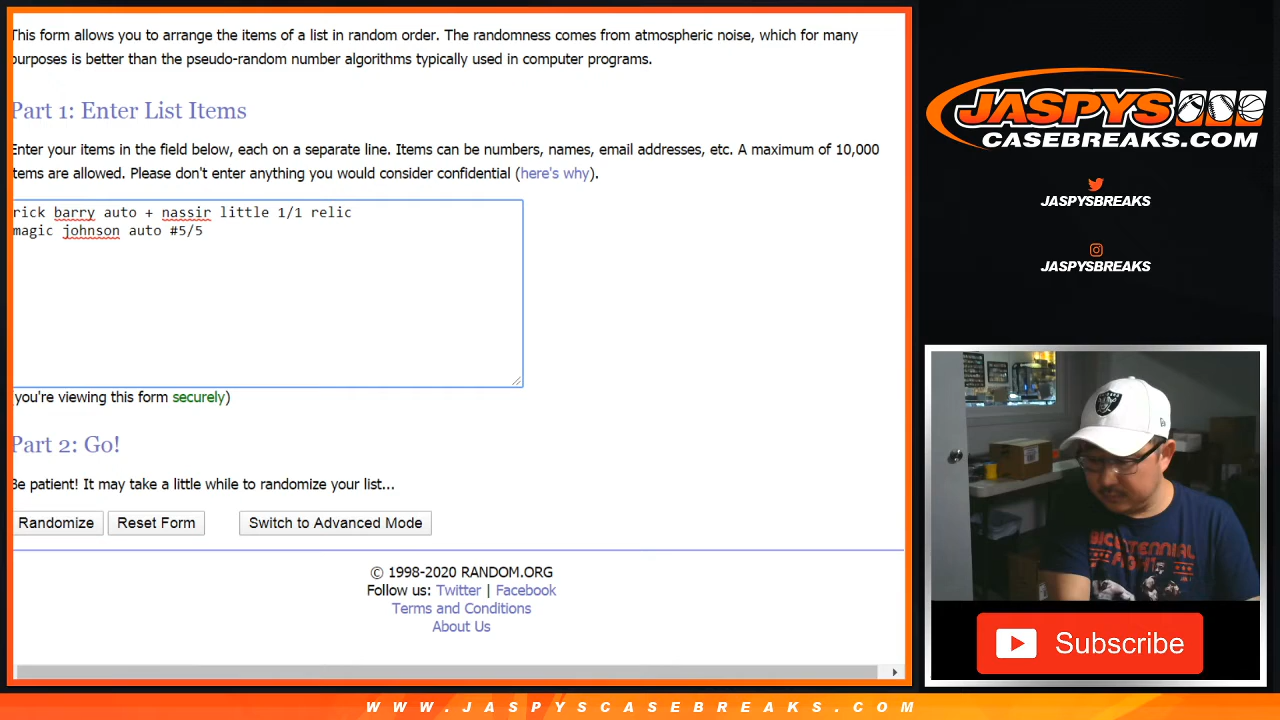 This form allows you to arrange the items of a list in random order. The randomness comes from atmospheric noise, which for many
purposes is better than the pseudo-random number algorithms typically used in computer programs.
Part 1: Enter List Items
Enter your items in the field below, each on a separate line. Items can be numbers, names, email addresses, etc. A maximum of 10,000
items are allowed. Please don't enter anything you would consider confidential (here's why).
rick barry auto + nassir little 1/1 relic
magic johnson auto #5/5
you're viewing this form securely)
Part 2: Go!
Be patient! It may take a little while to randomize your list...
Randomize Reset Form Switch to Advanced Mode
© 1998-2020 RANDOM.ORG
Follow us: Twitter | Facebook
Terms and Conditions
About Us
JASPYS
CASEBREAKS.COM
JASPYSBREAKS
JASPYSBREAKS
BICENTENNIAL
Subscribe
WWW.JASPYSCASEBREAKS.COM